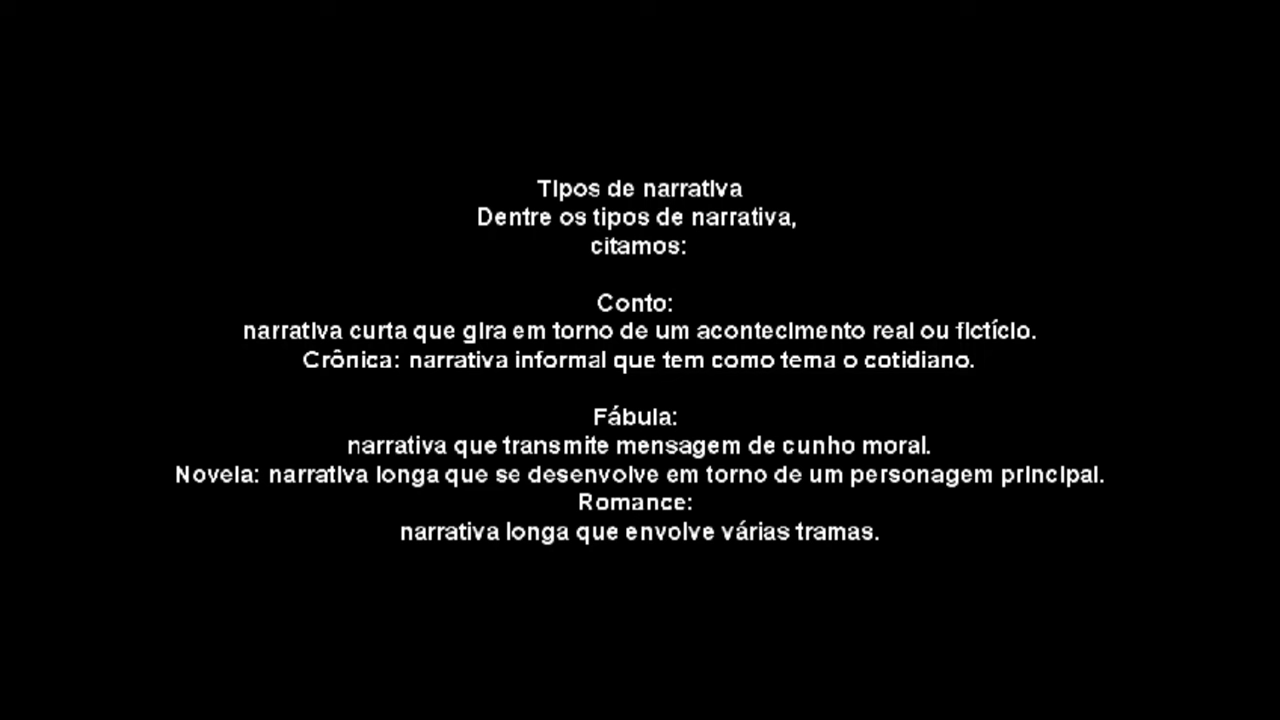 Tipos de narrativa
Dentre os tipos de narrativa,
citamos:
Conto:
narrativa curta que gira em torno de um acontecimento real ou fictício.
Crônica: narrativa informal que tem como tema o cotidiano.
Fábula:
narrativa que transmite mensagem de cunho moral.
Novela: narrativa longa que se desenvolve em torno de um personagem principal.
Romance:
narrativa longa que envolve várias tramas.